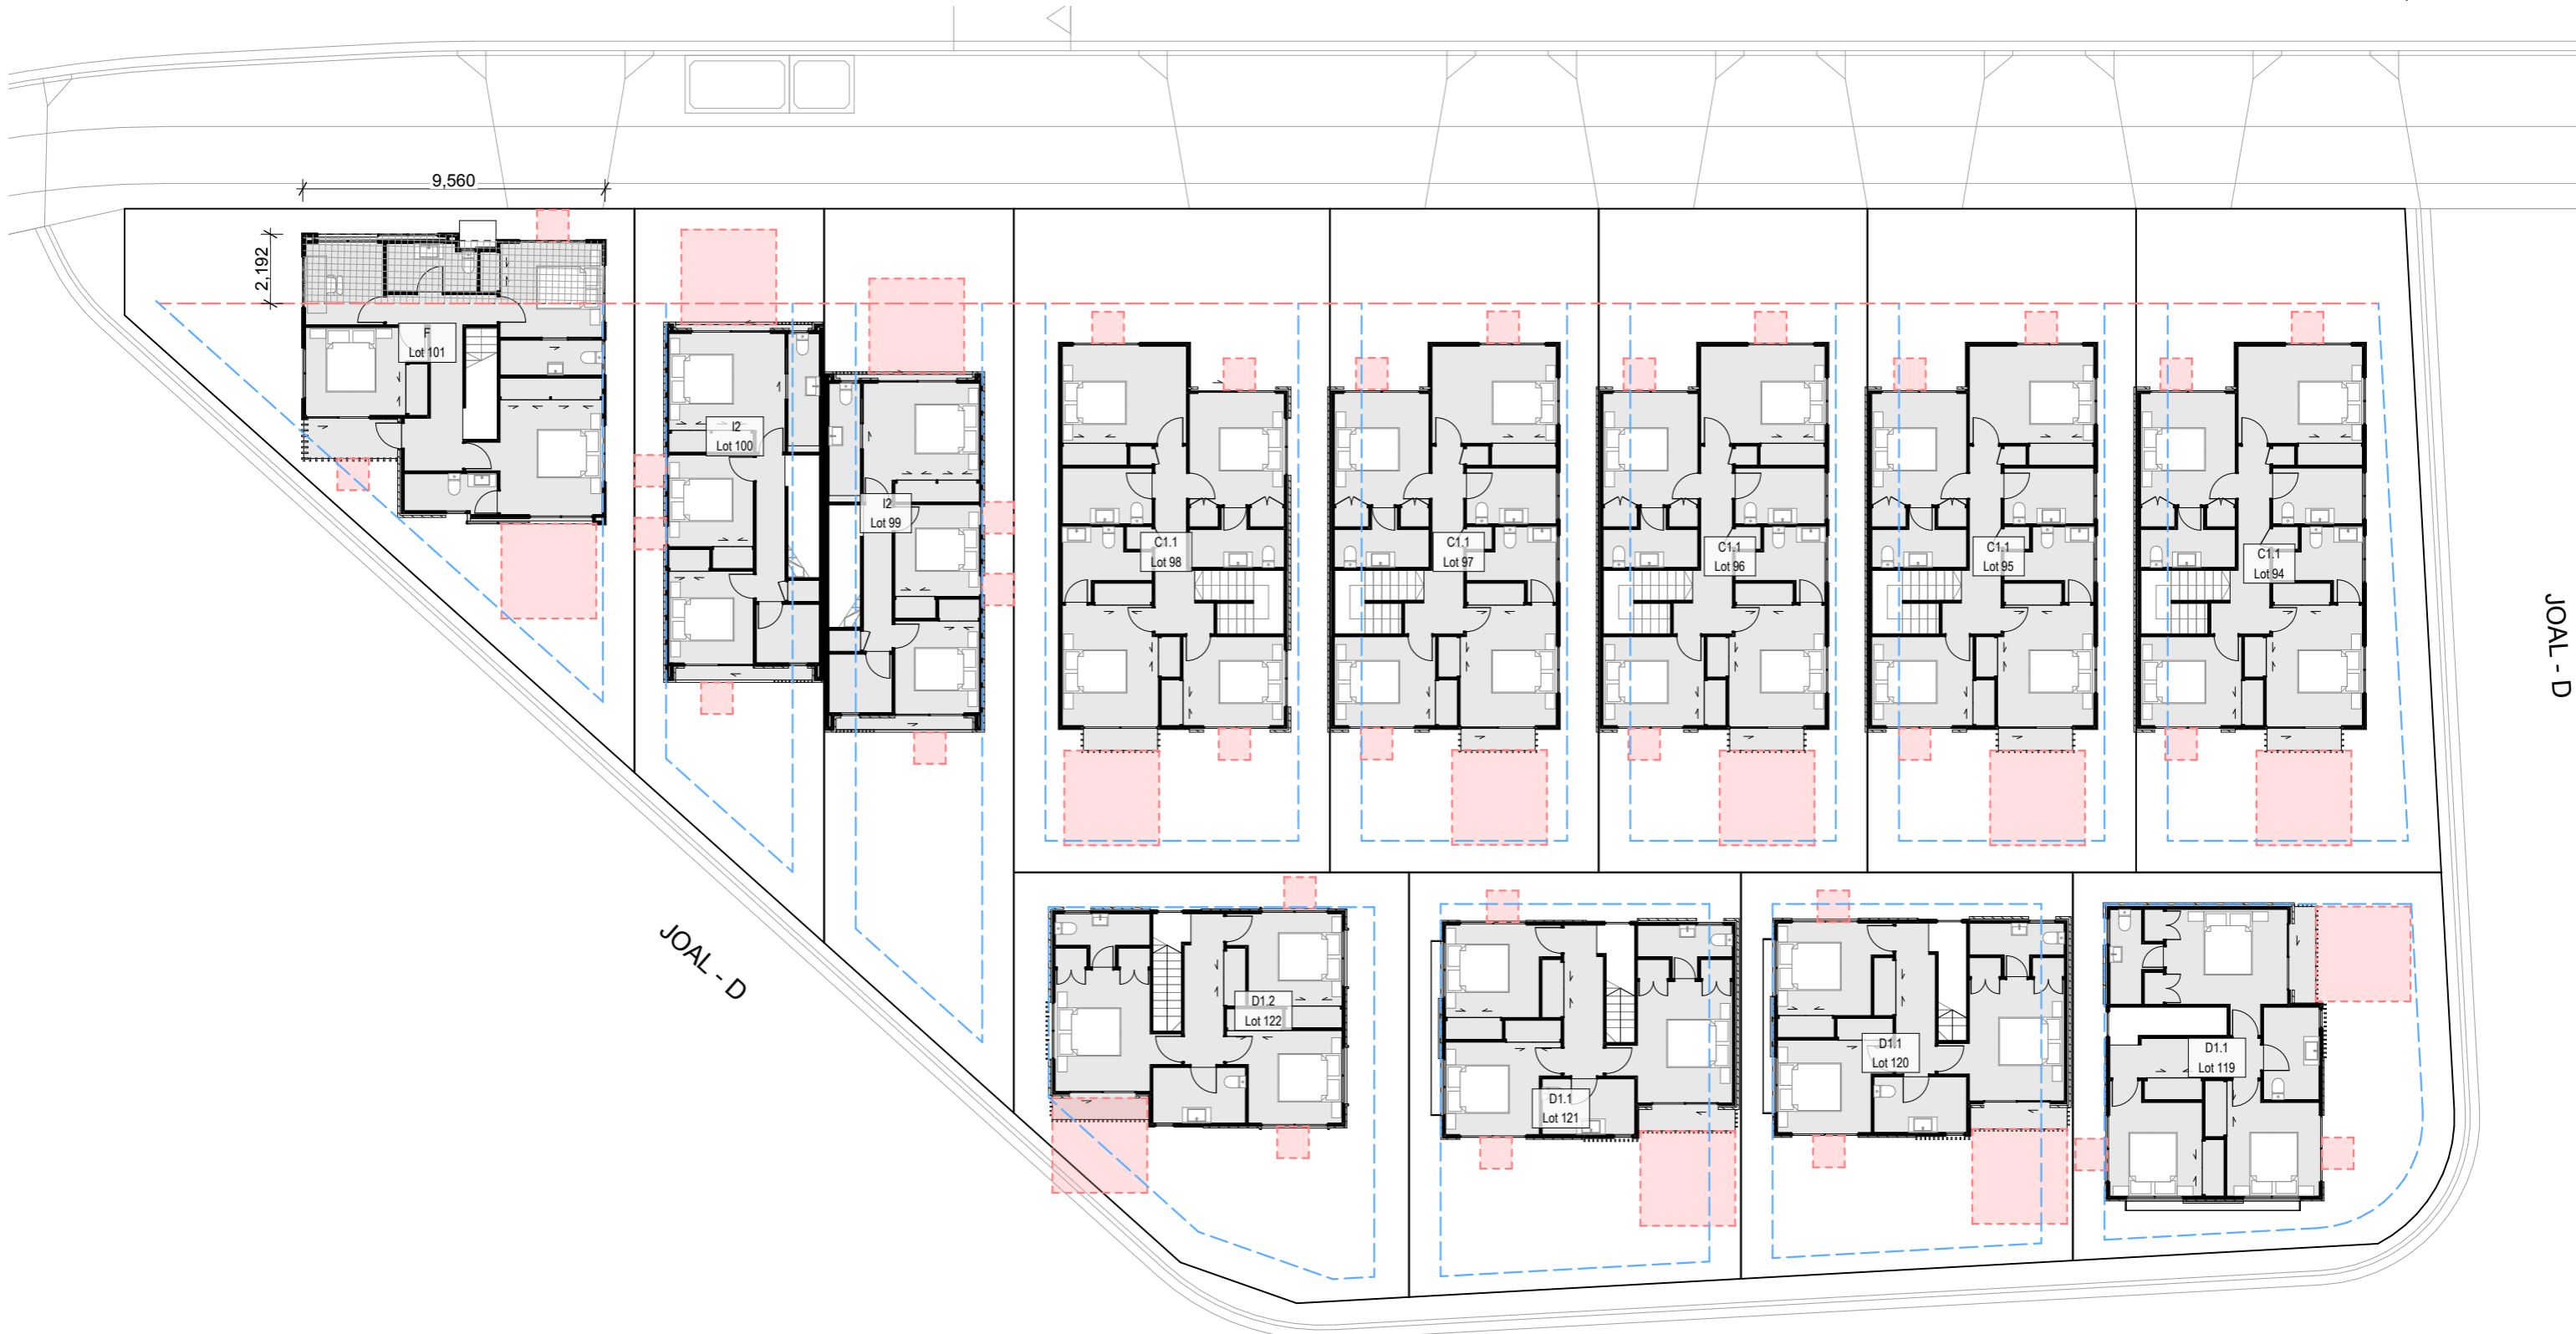 9,560
2,192
F
Lot 101
I2
Lot 100
I2
Lot 99
C1.1
Lot 98
C1.1
Lot 97
C1.1
Lot 96
C1.1
Lot 95
C1.1
Lot 94
JOAL - D
JOAL - D
D1.2
Lot 122
D1.1
Lot 121
D1.1
Lot 120
D1.1
Lot 119